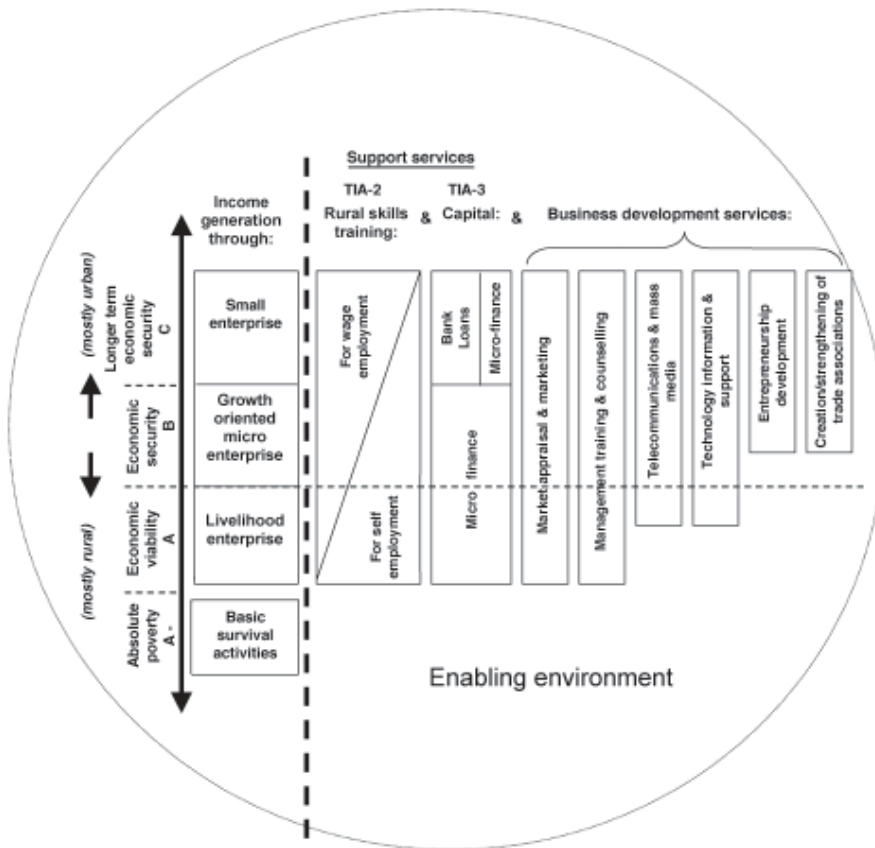 Support services
TIA-2
TIA-3
Income
generation
through:
Rural skills
training:
&
Capital:
&
Business development services:
(mostly urban)
Longer term
economic
security
C
Small
enterprise
Economic
security
B
Growth
oriented
micro
enterprise
(mostly rural)
Economic
viability
A
Livelihood
enterprise
Absolute
poverty
A -
Basic
survival
activities
For wage
employment
For self
employment
Bank
Loans
Micro-finance
Micro finance
Market appraisal & marketing
Management training & counselling
Telecommunications & mass
media
Technology information &
support
Entrepreneurship
development
Creation/strengthening of
trade associations
Enabling environment